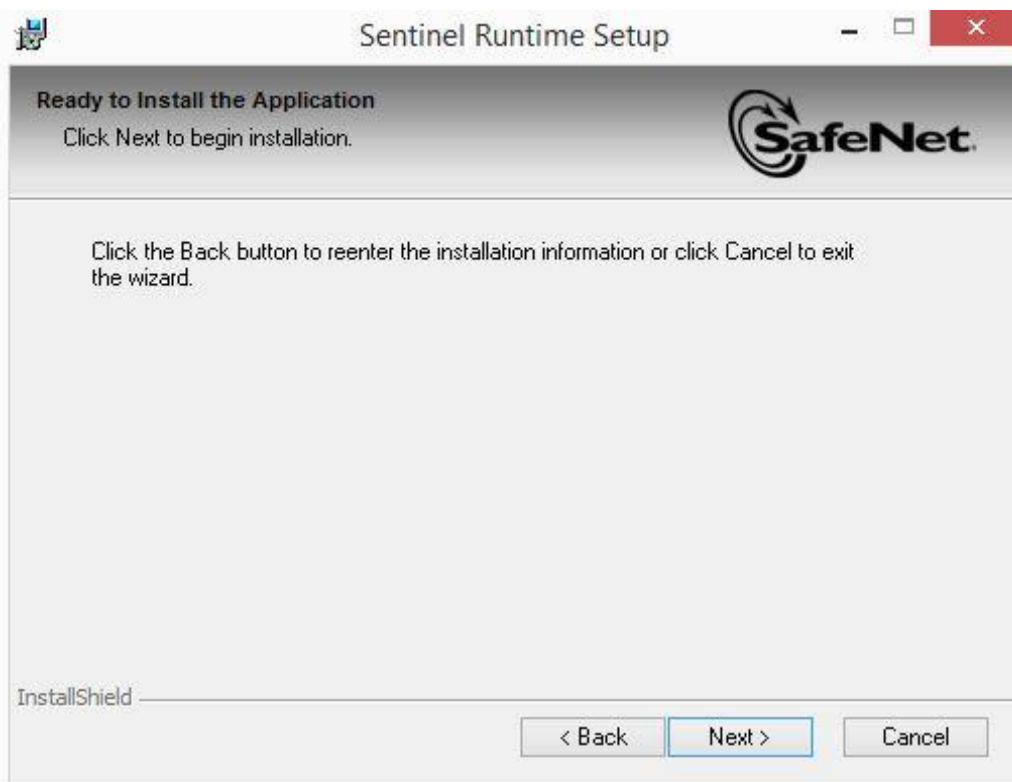 Sentinel Runtime Setup
Ready to Install the Application
Click Next to begin installation.
SafeNet.
Click the Back button to reenter the installation information or click Cancel to exit
the wizard.
InstallShield
< Back
Next >
Cancel